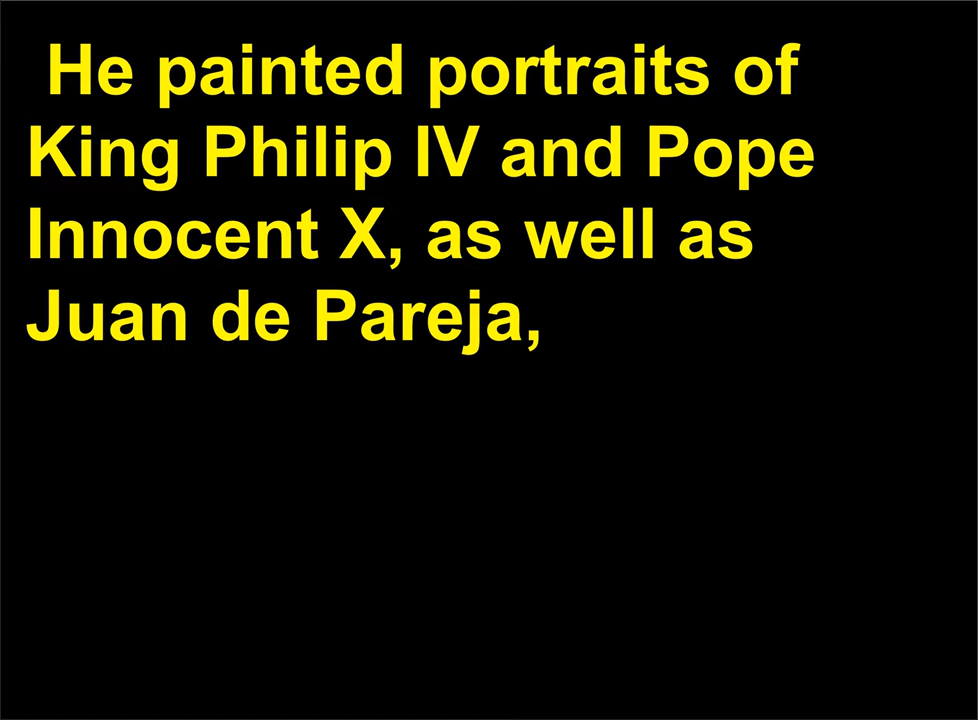 He painted portraits of
King Philip IV and Pope
Innocent X, as well as
Juan de Pareja,